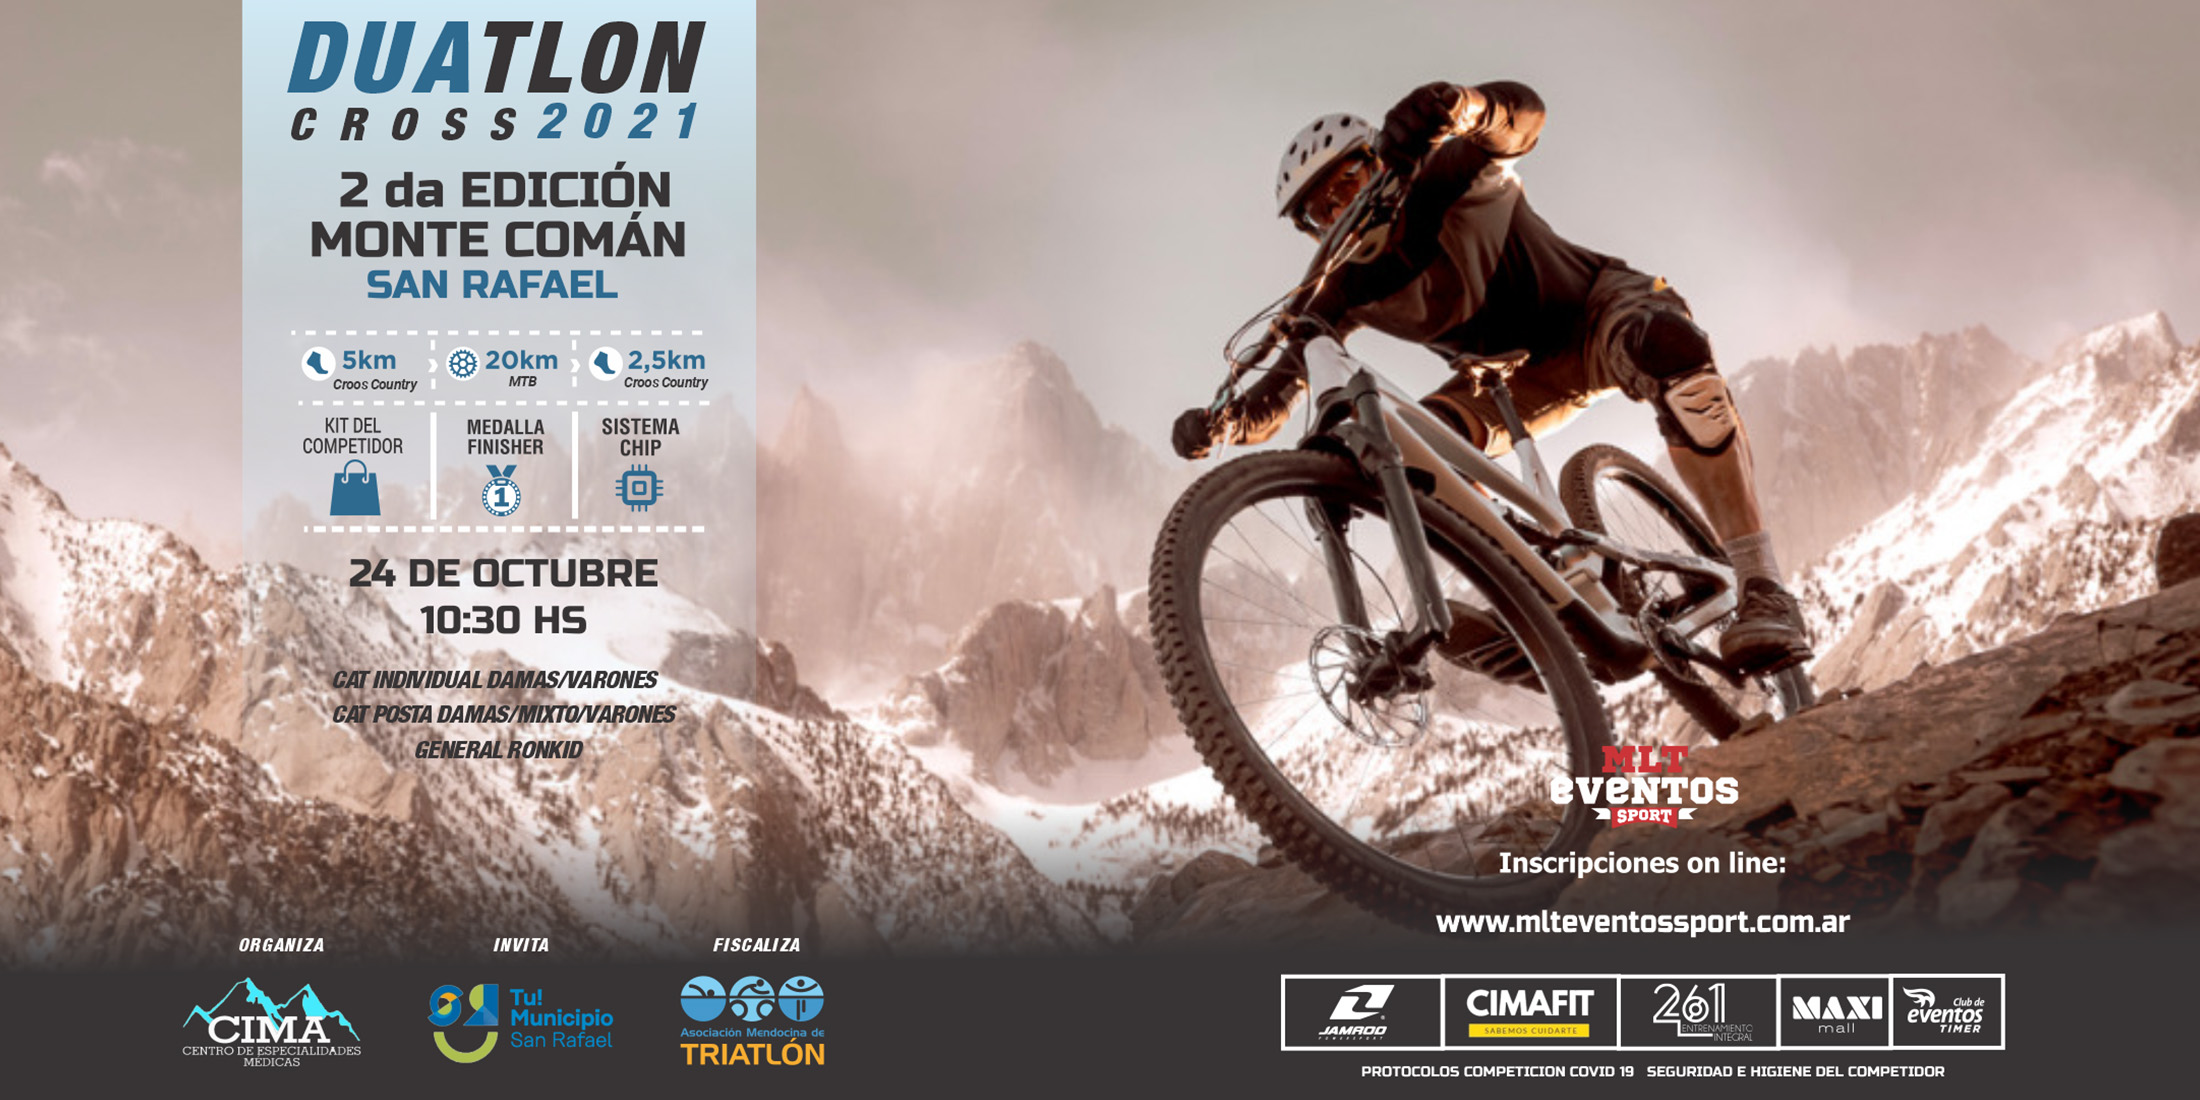 DUATLON
CROSS 2021
2 da EDICIÓN
MONTE COMÁN
SAN RAFAEL
5km
Croos Country
20km
MTB
2,5km
Croos Country
KIT DEL
COMPETIDOR
MEDALLA
FINISHER
1
SISTEMA
CHIP
24 DE OCTUBRE
10:30 HS
CAT INDIVIDUAL DAMAS/VARONES
CAT POSTA DAMAS/MIXTO/VARONES
GENERAL RONKID
MLT
eventos
SPORT
Inscripciones on line:
www.mlteventossport.com.ar
ORGANIZA
CIMA
CENTRO DE ESPECIALIDADES
MÉDICAS
INVITA
Tu!
Municipio
San Rafael
FISCALIZA
Asociación Mendocina de
TRIATLÓN
JAMROD
POWERSPORT
CIMAFIT
SABEMOS CUIDARTE
261
ENTRENAMIENTO
INTEGRAL
MAXI
mall
Club de
eventos
TIMER
PROTOCOLOS COMPETICION COVID 19 SEGURIDAD E HIGIENE DEL COMPETIDOR